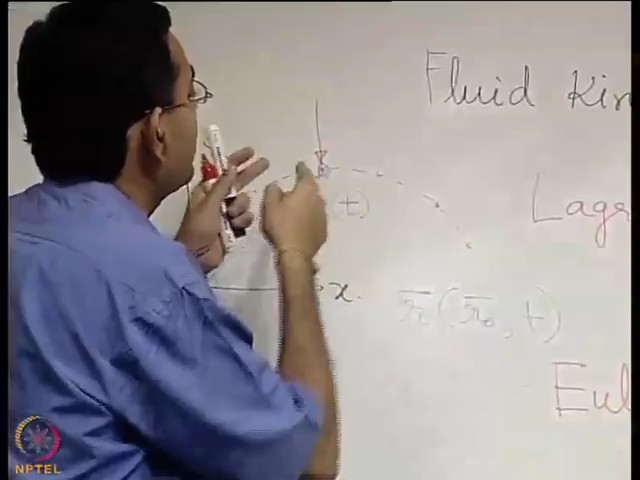 Fluid Kin
(t)
Lagr
x
r̅ (r̅₀, t)
Eul
NPTEL